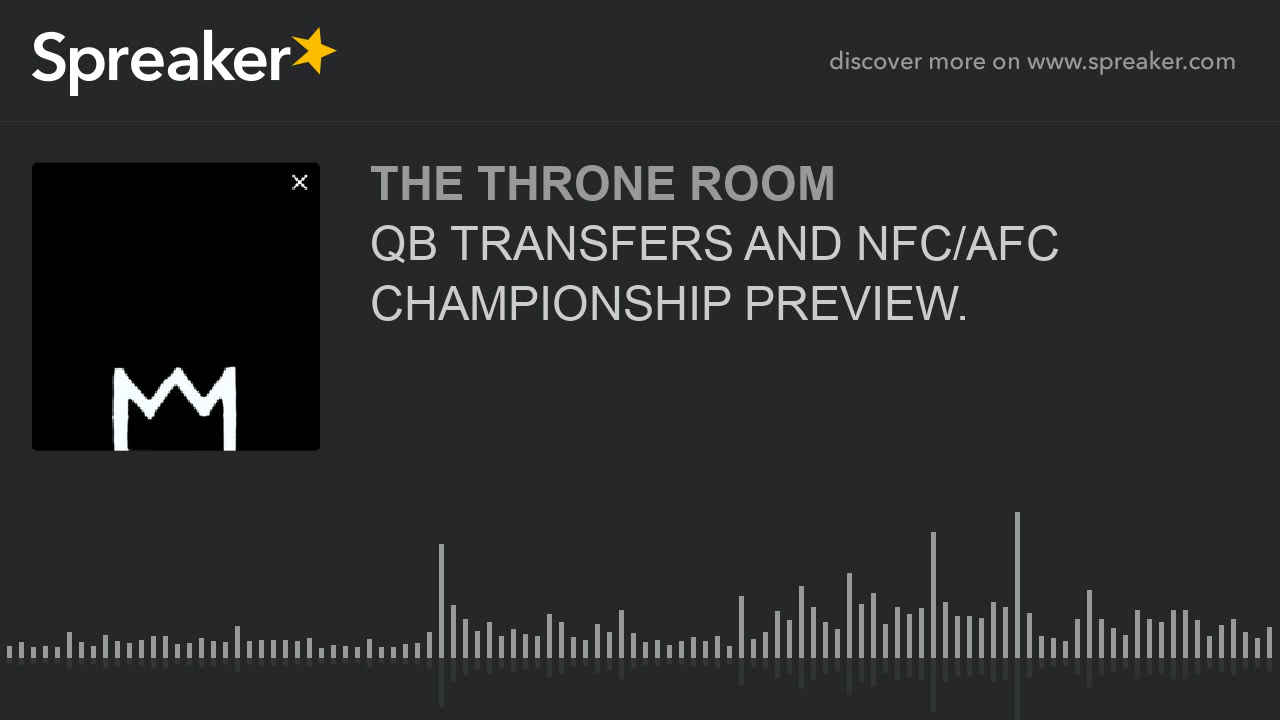 Spreaker
discover more on www.spreaker.com
THE THRONE ROOM
QB TRANSFERS AND NFC/AFC
CHAMPIONSHIP PREVIEW.